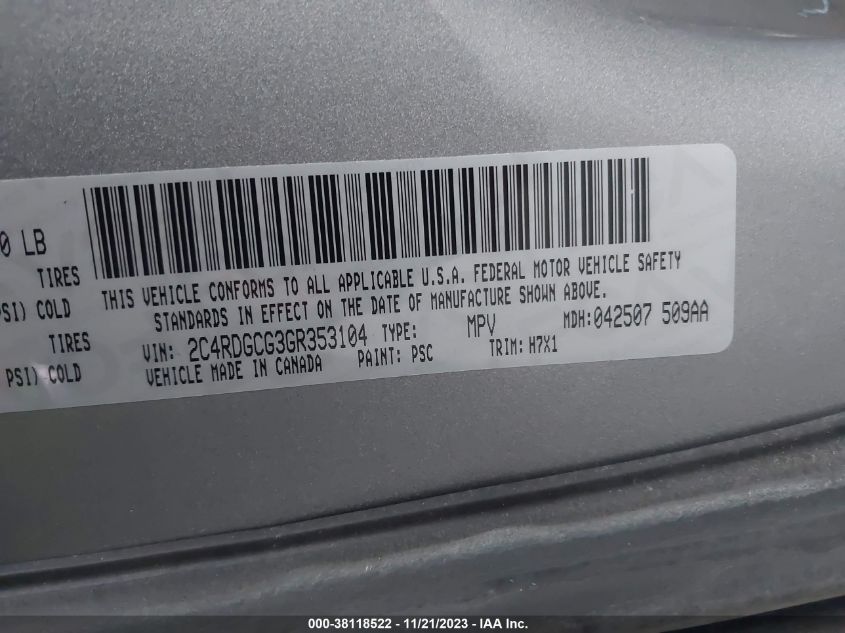 0 LB
TIRES
PSI) COLD
TIRES
PSI) COLD
THIS VEHICLE CONFORMS TO ALL APPLICABLE U.S.A. FEDERAL MOTOR VEHICLE SAFETY
STANDARDS IN EFFECT ON THE DATE OF MANUFACTURE SHOWN ABOVE.
VIN: 2C4RDGCG3GR353104 TYPE: MPV MDH:042507 509AA
VEHICLE MADE IN CANADA PAINT: PSC TRIM: H7X1
000-38118522 - 11/21/2023 - IAA Inc.